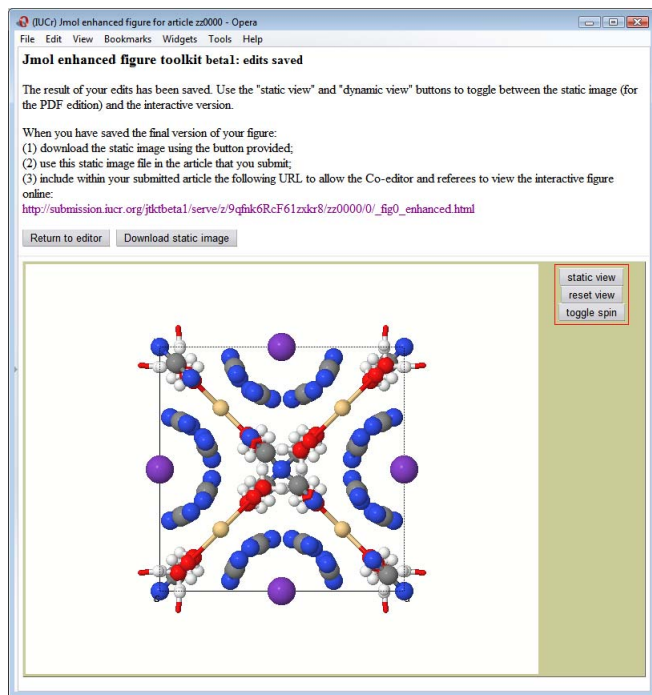 (IUCr) Jmol enhanced figure for article zz0000 - Opera
File Edit View Bookmarks Widgets Tools Help
Jmol enhanced figure toolkit beta1: edits saved
The result of your edits has been saved. Use the "static view" and "dynamic view" buttons to toggle between the static image (for
the PDF edition) and the interactive version.
When you have saved the final version of your figure:
(1) download the static image using the button provided;
(2) use this static image file in the article that you submit;
(3) include within your submitted article the following URL to allow the Co-editor and referees to view the interactive figure
online:
http://submission.iucr.org/jtktbeta1/serve/z/9qfnk6RcF61zxkr8/zz0000/0/_fig0_enhanced.html
Return to editor Download static image
static view
reset view
toggle spin